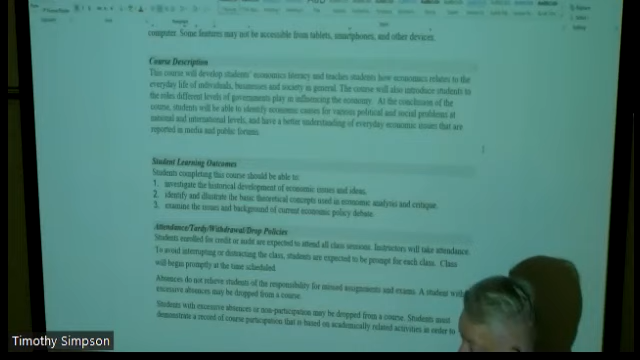 computer. Some features may not be accessible from tablets, smartphones, and other devices.
Course Description
This course will develop students' economics literacy and teaches students how economics relates to the
everyday life of individuals, businesses and society in general. The course will also introduce students to
the roles different levels of governments play in influencing the economy. At the conclusion of the
course, students will be able to identify economic causes for various political and social problems at
national and international levels, and have a better understanding of everyday economic issues that are
reported in media and public forums.
Student Learning Outcomes
Students completing this course should be able to:
1. investigate the historical development of economic issues and ideas,
2. identify and illustrate the basic theoretical concepts used in economic analysis and critique.
3. examine the issues and background of current economic policy debate.
Attendance/Tardy/Withdrawal/Drop Policies
Students enrolled for credit or audit are expected to attend all class sessions. Instructors will take attendance.
To avoid interrupting or distracting the class, students are expected to be prompt for each class. Class
will begin promptly at the time scheduled.
Absences do not relieve students of the responsibility for missed assignments and exams. A student with
excessive absences may be dropped from a course.
Students with excessive absences or non-participation may be dropped from a course. Students must
demonstrate a record of course participation that is based on academically related activities in order to
Timothy Simpson